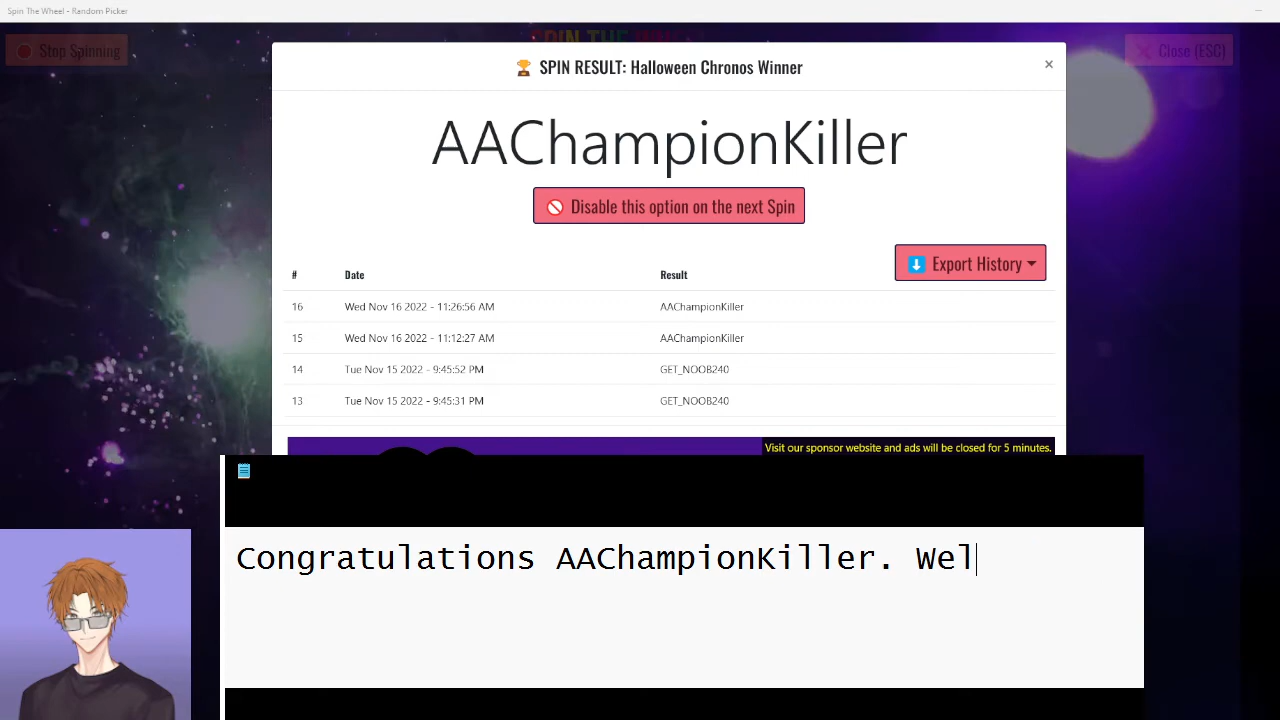 Spin The Wheel - Random Picker
SPIN THE WHEEL
Stop Spinning
Close (ESC)
SPIN RESULT: Halloween Chronos Winner
×
AAChampionKiller
Disable this option on the next Spin
Export History
# Date Result
16 Wed Nov 16 2022 - 11:26:56 AM AAChampionKiller
15 Wed Nov 16 2022 - 11:12:27 AM AAChampionKiller
14 Tue Nov 15 2022 - 9:45:52 PM GET_NOOB240
13 Tue Nov 15 2022 - 9:45:31 PM GET_NOOB240
Visit our sponsor website and ads will be closed for 5 minutes.
Congratulations AAChampionKiller. Wel